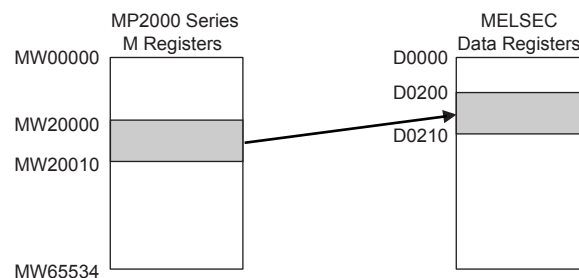 MP2000 Series
M Registers
MW00000
MW20000
MW20010
MW65534
MELSEC
Data Registers
D0000
D0200
D0210